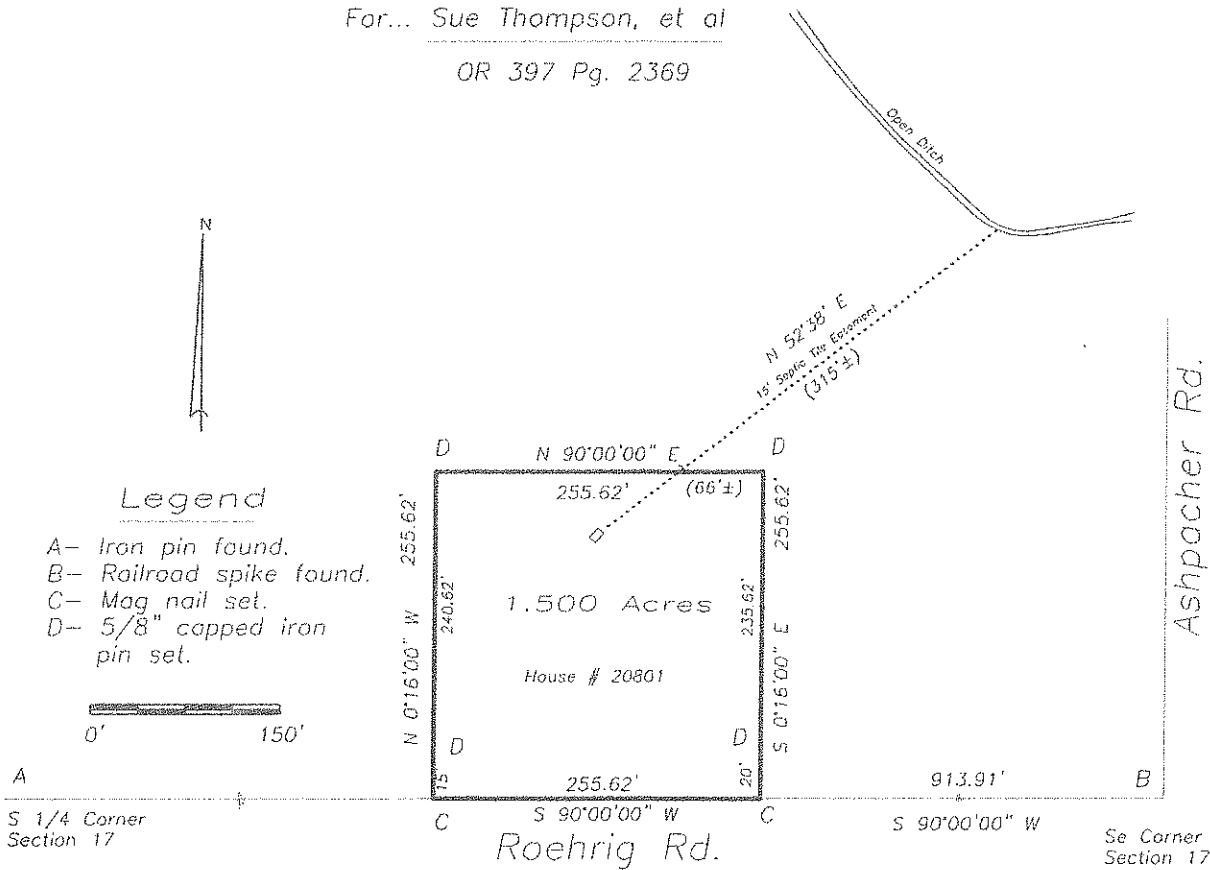 For... Sue Thompson, et al
OR 397 Pg. 2369
Open Ditch
N
N 52°38' E
15' Septic Tile Easement
(315'±)
Ashpacher Rd.
D
N 90°00'00" E
D
255.62'
(66'±)
255.62'
240.62'
N 0°16'00" W
255.62'
235.62'
S 0°16'00" E
1.500 Acres
House # 20801
Legend
A- Iron pin found.
B- Railroad spike found.
C- Mag nail set.
D- 5/8" capped iron
pin set.
0' 150'
D
D
15'
20'
A
255.62'
913.91'
B
S 1/4 Corner
Section 17
C
S 90°00'00" W
C
S 90°00'00" W
Se Corner
Section 17
Roehrig Rd.